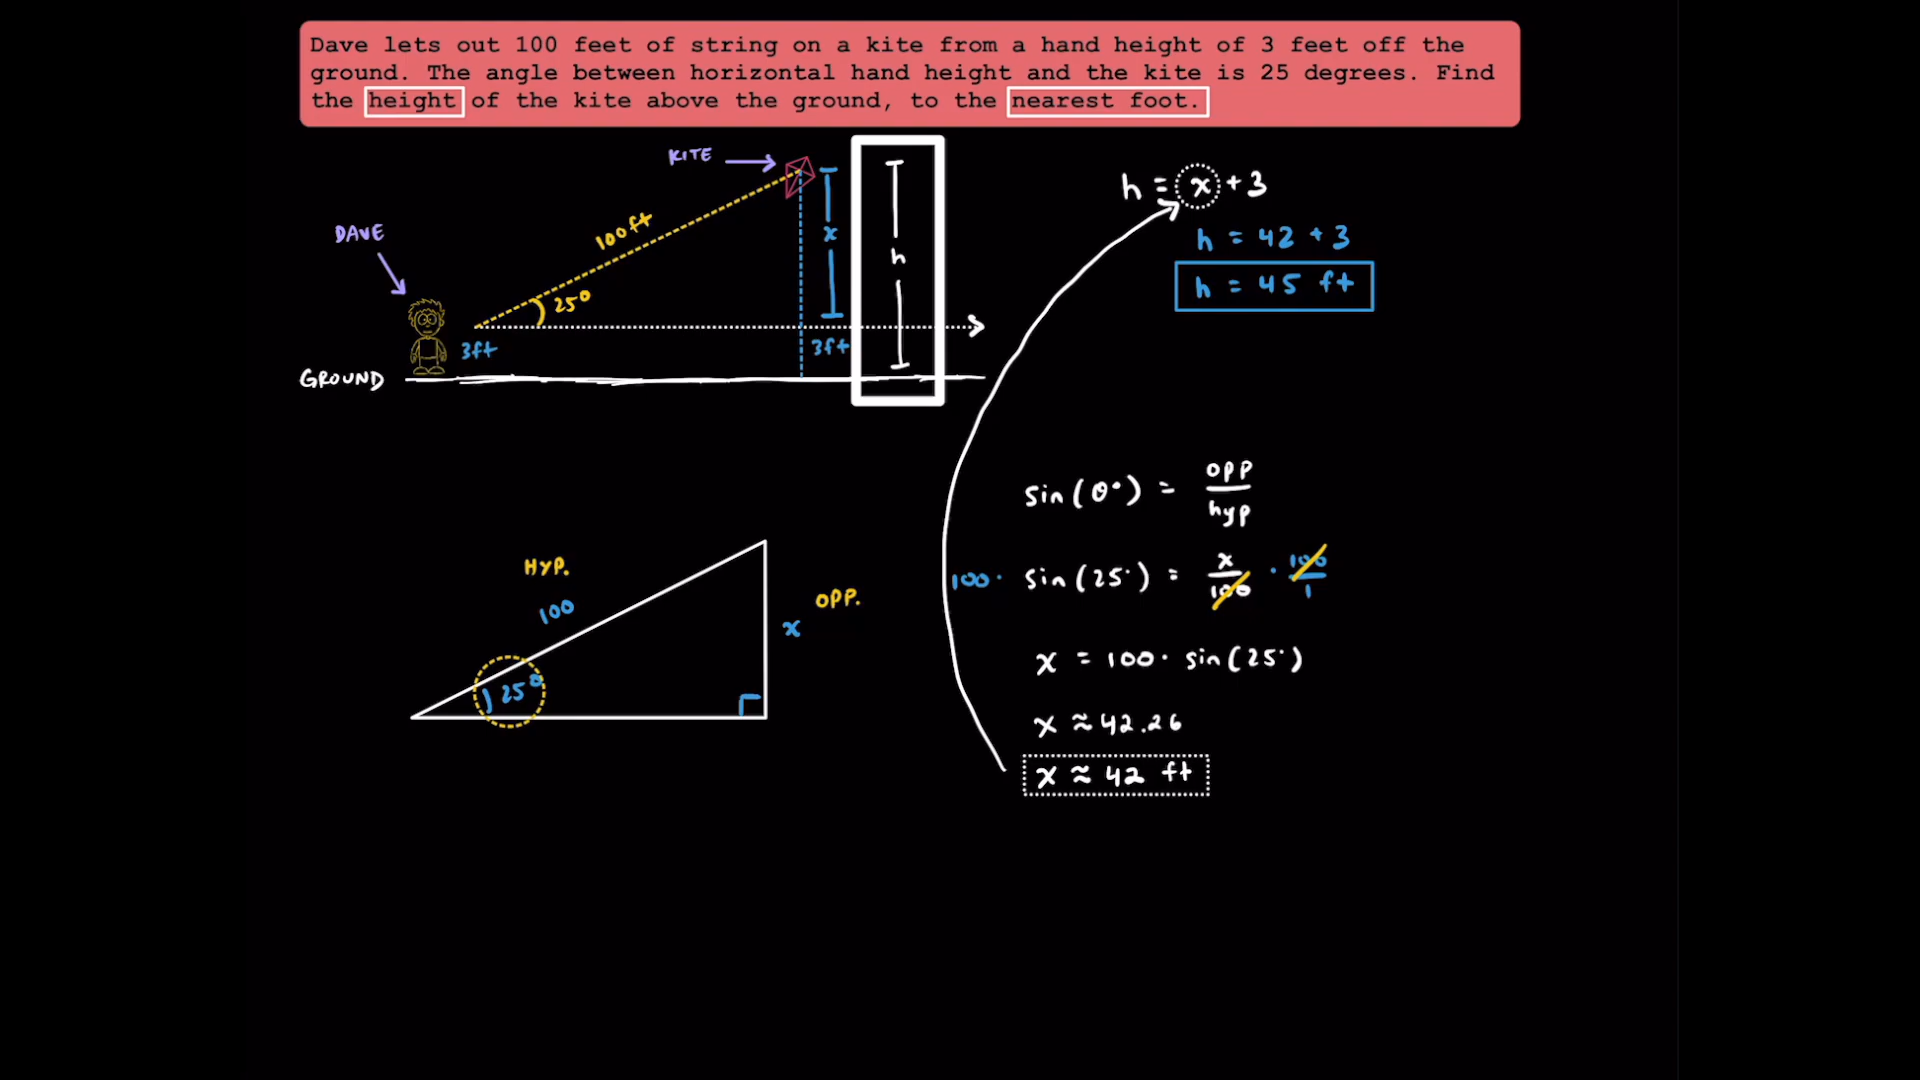 Dave lets out 100 feet of string on a kite from a hand height of 3 feet off the
ground. The angle between horizontal hand height and the kite is 25 degrees. Find
the height of the kite above the ground, to the nearest foot.
KITE
DAVE
100ft
25°
x
h
3ft
3ft
GROUND
h = x + 3
h = 42 + 3
h = 45 ft
HYP.
100
OPP.
x
25°
sin(θ°) = opp/hyp
100· sin(25°) = x/100 · 100/1
x = 100· sin(25°)
x ≈ 42.26
x ≈ 42 ft